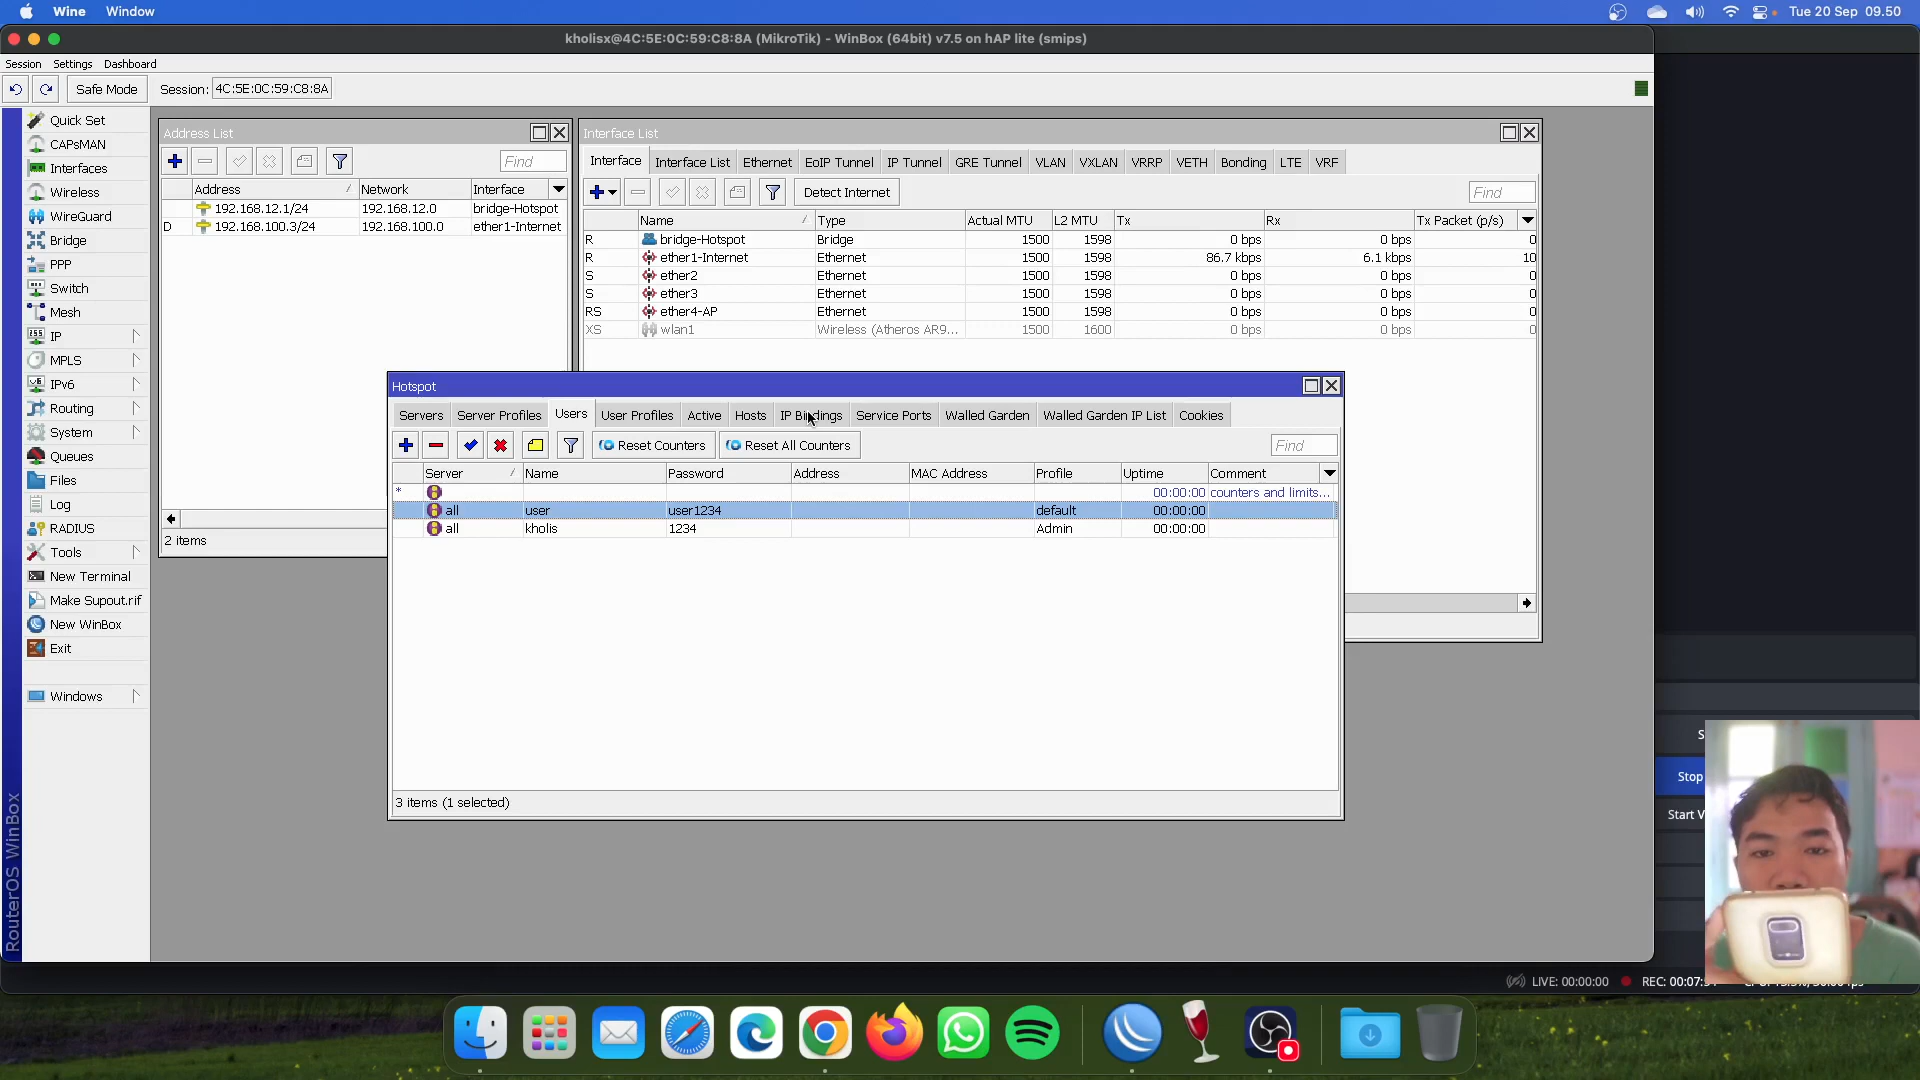 Wine Window Tue 20 Sep 09.50
kholisx@4C:5E:0C:59:C8:8A (MikroTik) - WinBox (64bit) v7.5 on hAP lite (smips)
Session Settings Dashboard
Safe Mode Session: 4C:5E:0C:59:C8:8A
Quick Set
CAPsMAN
Interfaces
Wireless
WireGuard
Bridge
PPP
Switch
Mesh
IP
MPLS
IPv6
Routing
System
Queues
Files
Log
RADIUS
Tools
New Terminal
Make Supout.rif
New WinBox
Exit
Windows
RouterOS WinBox
Address List
Find
Address Network Interface
192.168.12.1/24 192.168.12.0 bridge-Hotspot
D 192.168.100.3/24 192.168.100.0 ether1-Internet
2 items
Interface List
Interface Interface List Ethernet EoIP Tunnel IP Tunnel GRE Tunnel VLAN VXLAN VRRP VETH Bonding LTE VRF
Detect Internet Find
Name Type Actual MTU L2 MTU Tx Rx Tx Packet (p/s)
R bridge-Hotspot Bridge 1500 1598 0 bps 0 bps 0
R ether1-Internet Ethernet 1500 1598 86.7 kbps 6.1 kbps 10
S ether2 Ethernet 1500 1598 0 bps 0 bps 0
S ether3 Ethernet 1500 1598 0 bps 0 bps 0
RS ether4-AP Ethernet 1500 1598 0 bps 0 bps 0
XS wlan1 Wireless (Atheros AR9... 1500 1600 0 bps 0 bps 0
Hotspot
Servers Server Profiles Users User Profiles Active Hosts IP Bindings Service Ports Walled Garden Walled Garden IP List Cookies
Reset Counters Reset All Counters Find
Server Name Password Address MAC Address Profile Uptime Comment
* 00:00:00 counters and limits...
all user user1234 default 00:00:00
all kholis 1234 Admin 00:00:00
3 items (1 selected)
S
Stop
Start V
LIVE: 00:00:00 REC: 00:07: